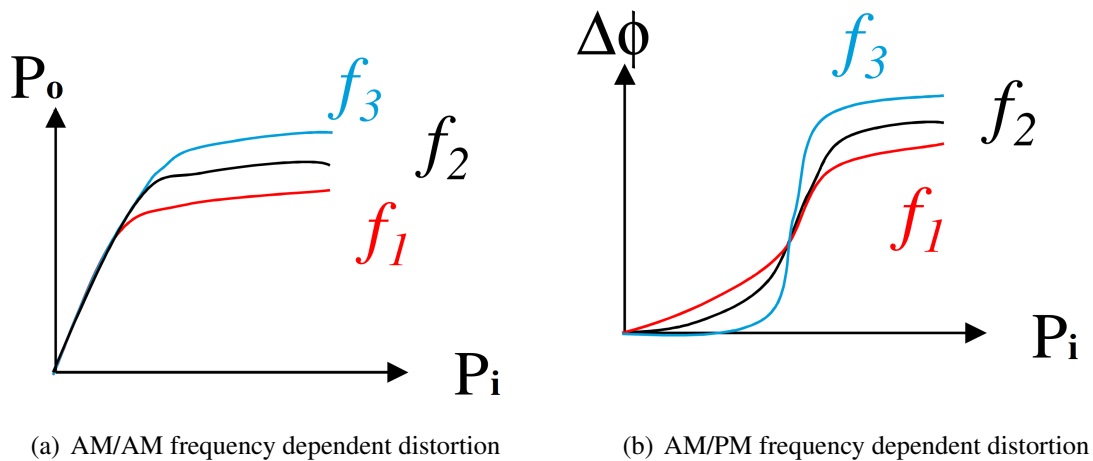 Po
f3
f2
f1
Pi
(a) AM/AM frequency dependent distortion
Δϕ
f3
f2
f1
Pi
(b) AM/PM frequency dependent distortion